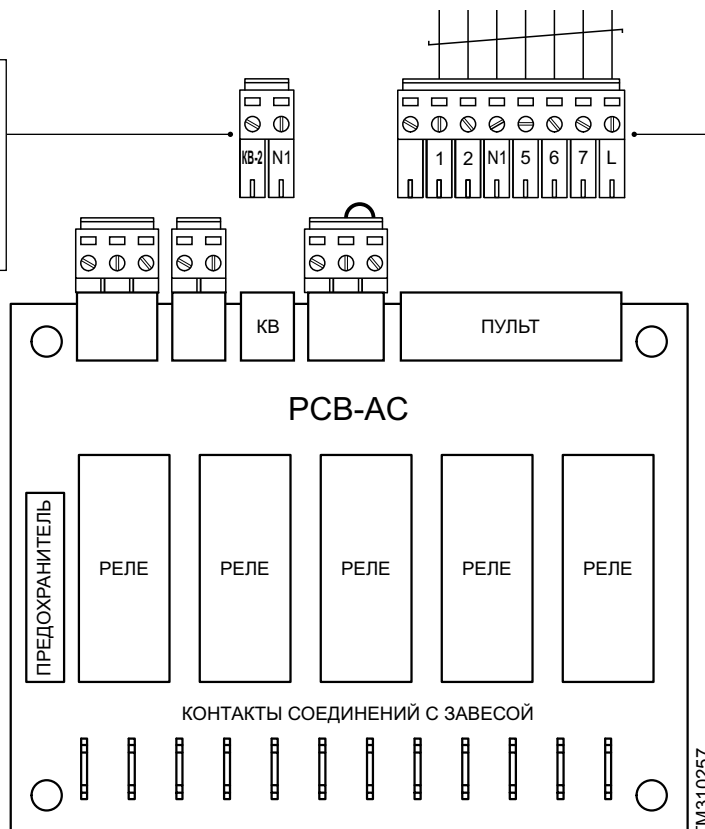 КВ-2 N1
1 2 N1 5 6 7 L
КВ
ПУЛЬТ
PCB-AC
ПРЕДОХРАНИТЕЛЬ
РЕЛЕ РЕЛЕ РЕЛЕ РЕЛЕ РЕЛЕ
КОНТАКТЫ СОЕДИНЕНИЙ С ЗАВЕСОЙ
TM310257